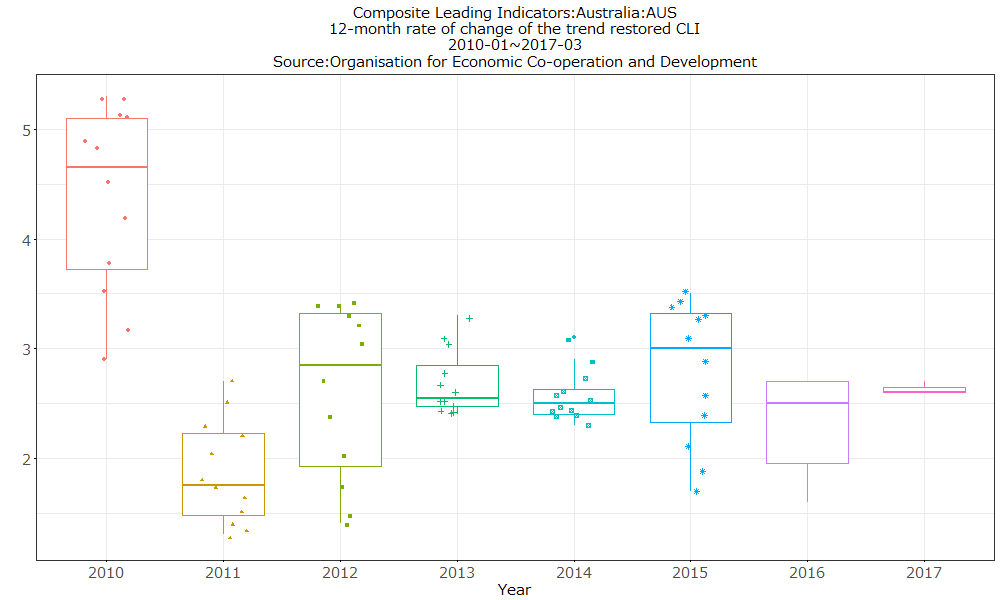 Composite Leading Indicators:Australia:AUS
12-month rate of change of the trend restored CLI
2010-01~2017-03
Source:Organisation for Economic Co-operation and Development
5
4
3
2
2010 2011 2012 2013 2014 2015 2016 2017
Year